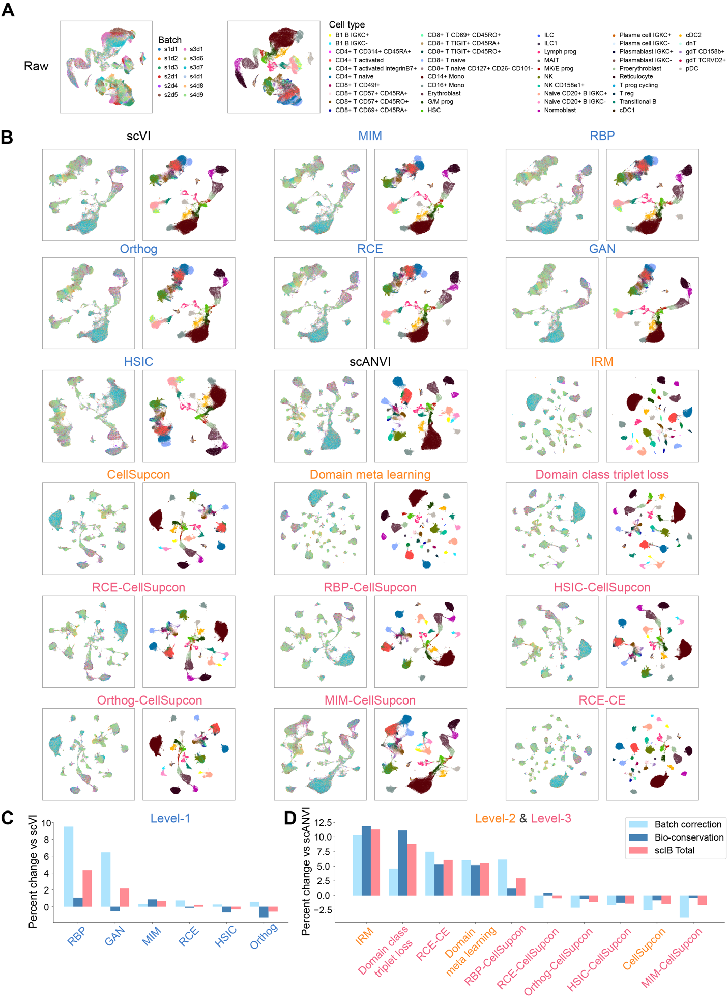 A
Raw
Batch
s1d1 s3d1
s1d2 s3d6
s1d3 s3d7
s2d1 s4d1
s2d4 s4d8
s2d5 s4d9
Cell type
B1 B IGKC+
B1 B IGKC-
CD4+ T CD314+ CD45RA+
CD4+ T activated
CD4+ T activated integrinB7+
CD4+ T naive
CD8+ T CD49f+
CD8+ T CD57+ CD45RA+
CD8+ T CD57+ CD45RO+
CD8+ T CD69+ CD45RA+
CD8+ T CD69+ CD45RO+
CD8+ T TIGIT+ CD45RA+
CD8+ T TIGIT+ CD45RO+
CD8+ T naive
CD8+ T naive CD127+ CD26- CD101-
CD14+ Mono
CD16+ Mono
Erythroblast
G/M prog
HSC
ILC
ILC1
Lymph prog
MAIT
MK/E prog
NK
NK CD158e1+
Naive CD20+ B IGKC+
Naive CD20+ B IGKC-
Normoblast
Plasma cell IGKC+
Plasma cell IGKC-
Plasmablast IGKC+
Plasmablast IGKC-
Proerythroblast
Reticulocyte
T prog cycling
T reg
Transitional B
cDC1
cDC2
dnT
gdT CD158b+
gdT TCRVD2+
pDC
B
scVI MIM RBP
Orthog RCE GAN
HSIC scANVI IRM
CellSupcon Domain meta learning Domain class triplet loss
RCE-CellSupcon RBP-CellSupcon HSIC-CellSupcon
Orthog-CellSupcon MIM-CellSupcon RCE-CE
C
Level-1
Percent change vs scVI
10
8
6
4
2
0
RBP
GAN
MIM
RCE
HSIC
Orthog
D
Level-2 & Level-3
Percent change vs scANVI
12.5
10.0
7.5
5.0
2.5
0.0
−2.5
Batch correction
Bio-conservation
scIB Total
IRM
Domain class
triplet loss
RCE-CE
Domain
meta learning
RBP-CellSupcon
RCE-CellSupcon
Orthog-CellSupcon
HSIC-CellSupcon
CellSupcon
MIM-CellSupcon